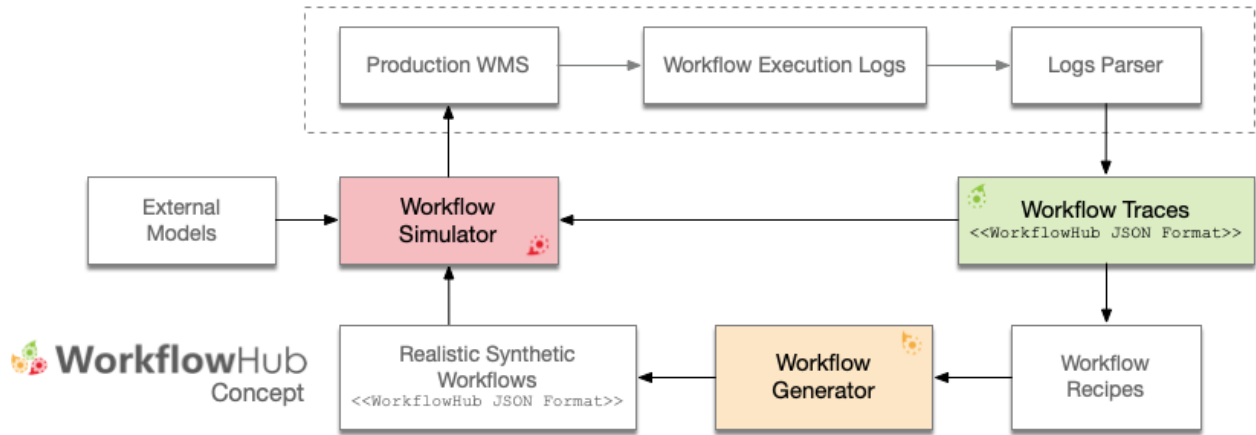 Production WMS
Workflow Execution Logs
Logs Parser
External
Models
Workflow
Simulator
Workflow Traces
<<WorkflowHub JSON Format>>
WorkflowHub
Concept
Realistic Synthetic
Workflows
<<WorkflowHub JSON Format>>
Workflow
Generator
Workflow
Recipes